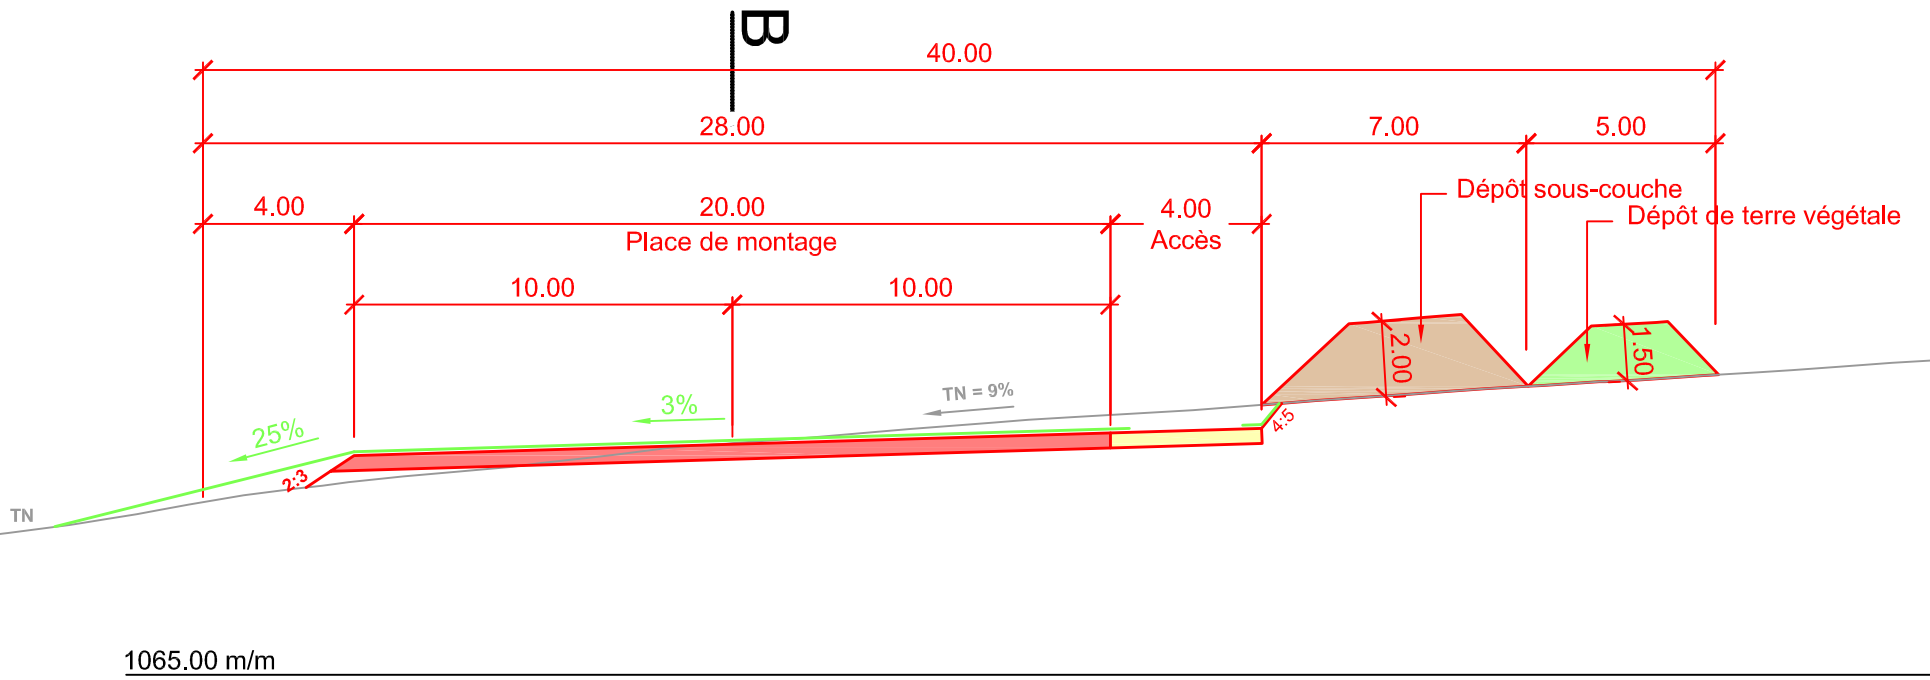 B
40.00
28.00
7.00
5.00
Dépôt sous-couche
4.00
20.00
4.00
Dépôt de terre végétale
Place de montage
Accès
10.00
10.00
2.00
1.50
TN = 9%
3%
25%
4:5
2:3
TN
1065.00 m/m